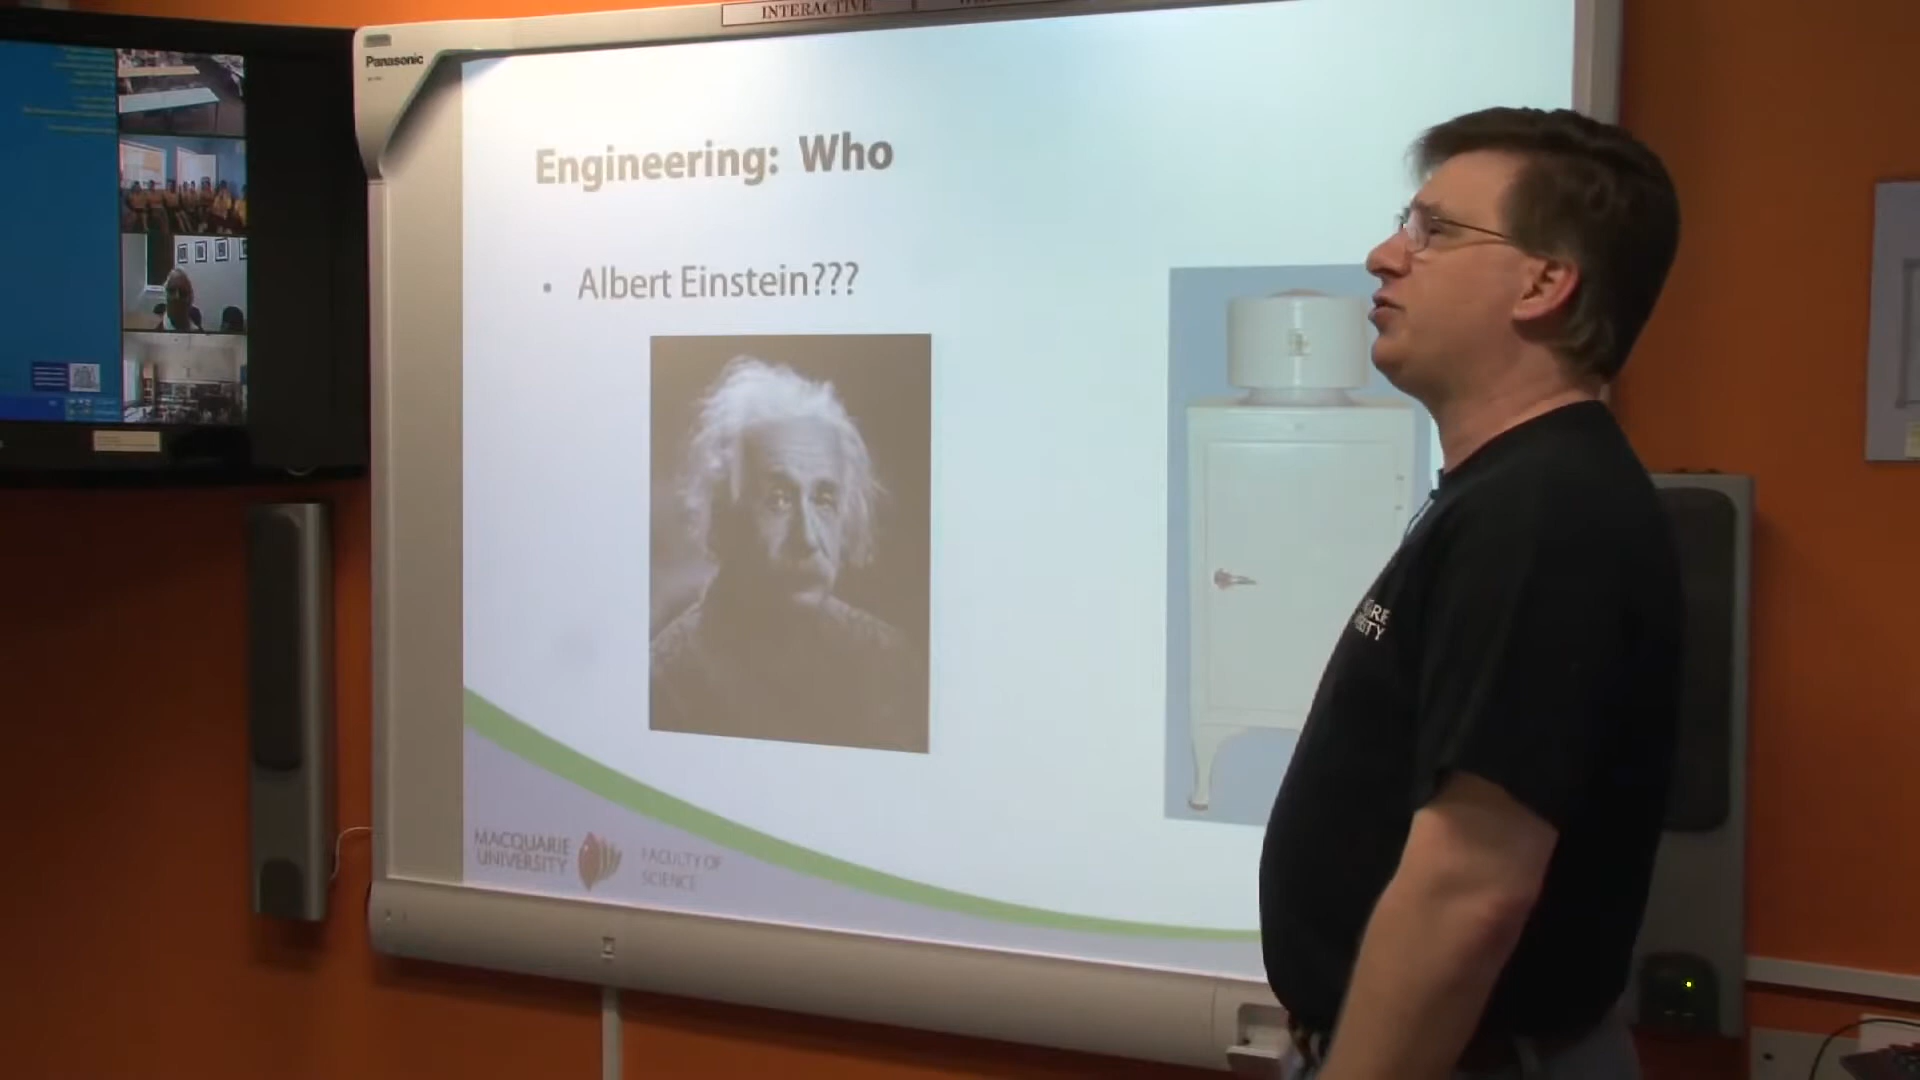 INTERACTIVE
Panasonic
Engineering: Who
• Albert Einstein???
MACQUARIE
UNIVERSITY
FACULTY OF
SCIENCE